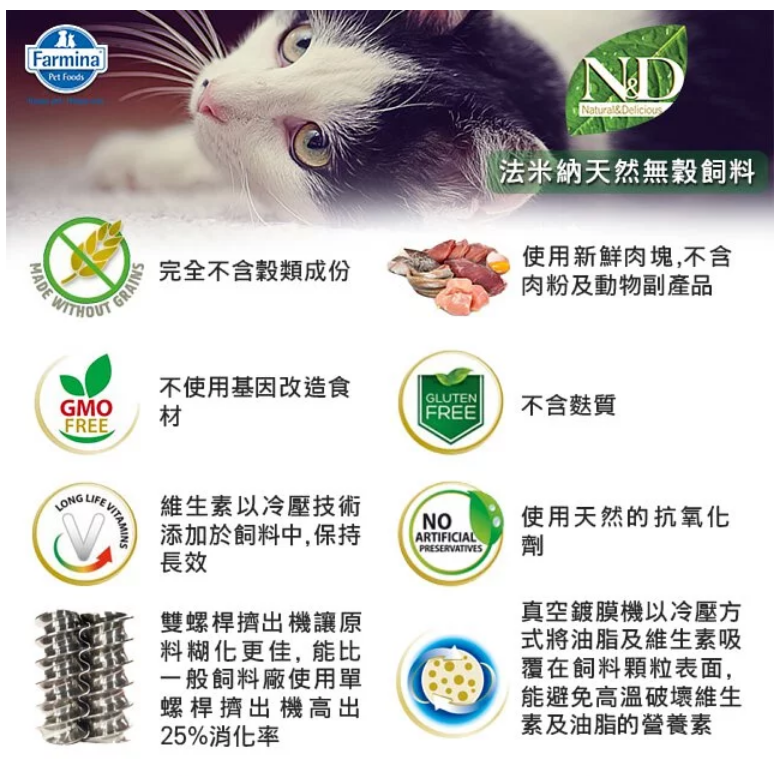 Farmina
Pet Foods
N&D
Natural&Delicious
法米納天然無穀飼料
MADE WITHOUT GRAINS
完全不含穀類成份
使用新鮮肉塊,不含
肉粉及動物副產品
GMO
FREE
不使用基因改造食
材
GLUTEN
FREE
不含麩質
LONG LIFE VITAMINS
維生素以冷壓技術
添加於飼料中,保持
長效
NO
ARTIFICIAL
PRESERVATIVES
使用天然的抗氧化
劑
雙螺桿擠出機讓原
料糊化更佳, 能比
一般飼料廠使用單
螺桿擠出機高出
25%消化率
真空鍍膜機以冷壓方
式將油脂及維生素吸
覆在飼料顆粒表面,
能避免高溫破壞維生
素及油脂的營養素